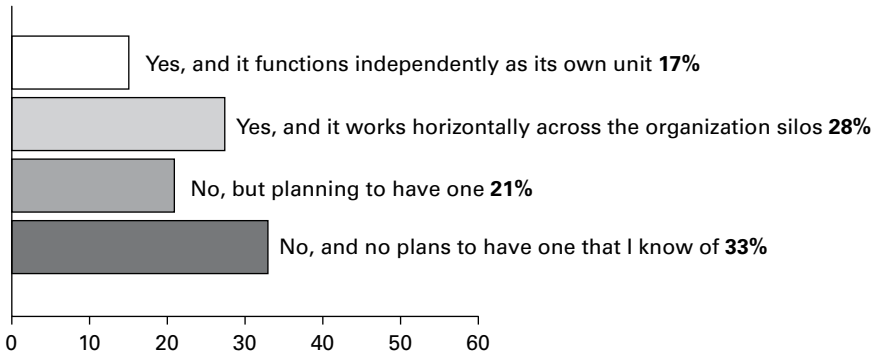 Yes, and it functions independently as its own unit 17%
Yes, and it works horizontally across the organization silos 28%
No, but planning to have one 21%
No, and no plans to have one that I know of 33%
0 10 20 30 40 50 60